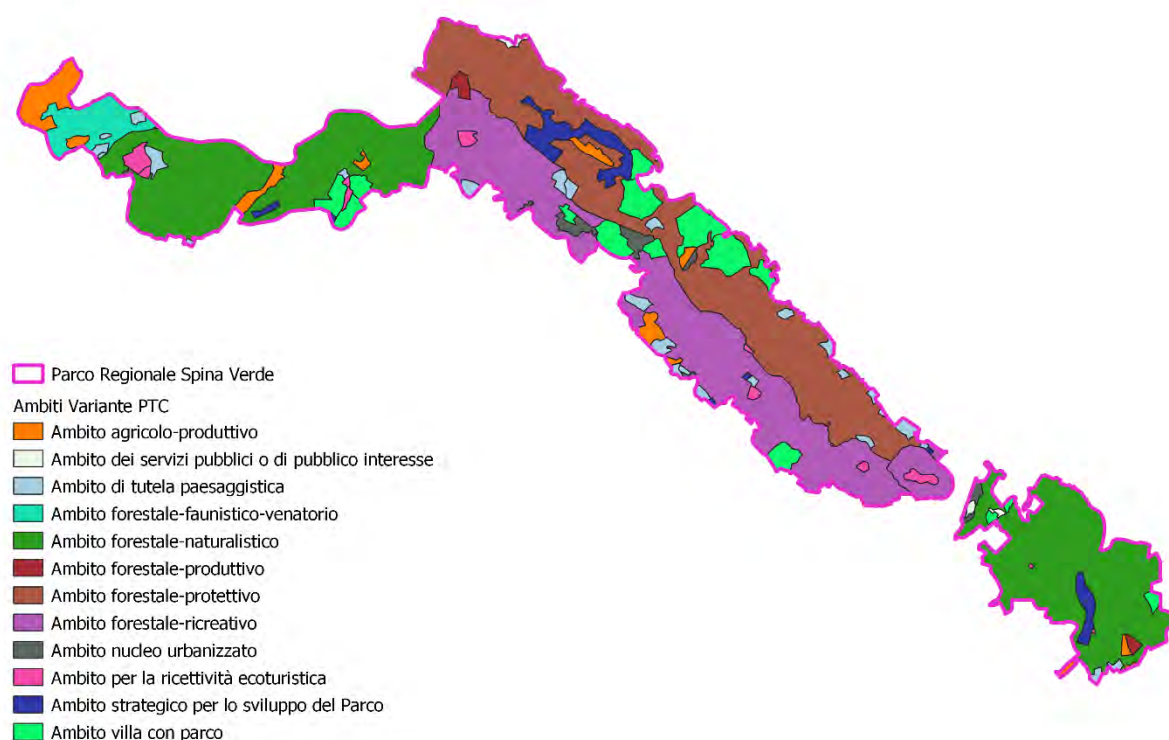 Parco Regionale Spina Verde
Ambiti Variante PTC
Ambito agricolo-produttivo
Ambito dei servizi pubblici o di pubblico interesse
Ambito di tutela paesaggistica
Ambito forestale-faunistico-venatorio
Ambito forestale-naturalistico
Ambito forestale-produttivo
Ambito forestale-protettivo
Ambito forestale-ricreativo
Ambito nucleo urbanizzato
Ambito per la ricettività ecoturistica
Ambito strategico per lo sviluppo del Parco
Ambito villa con parco